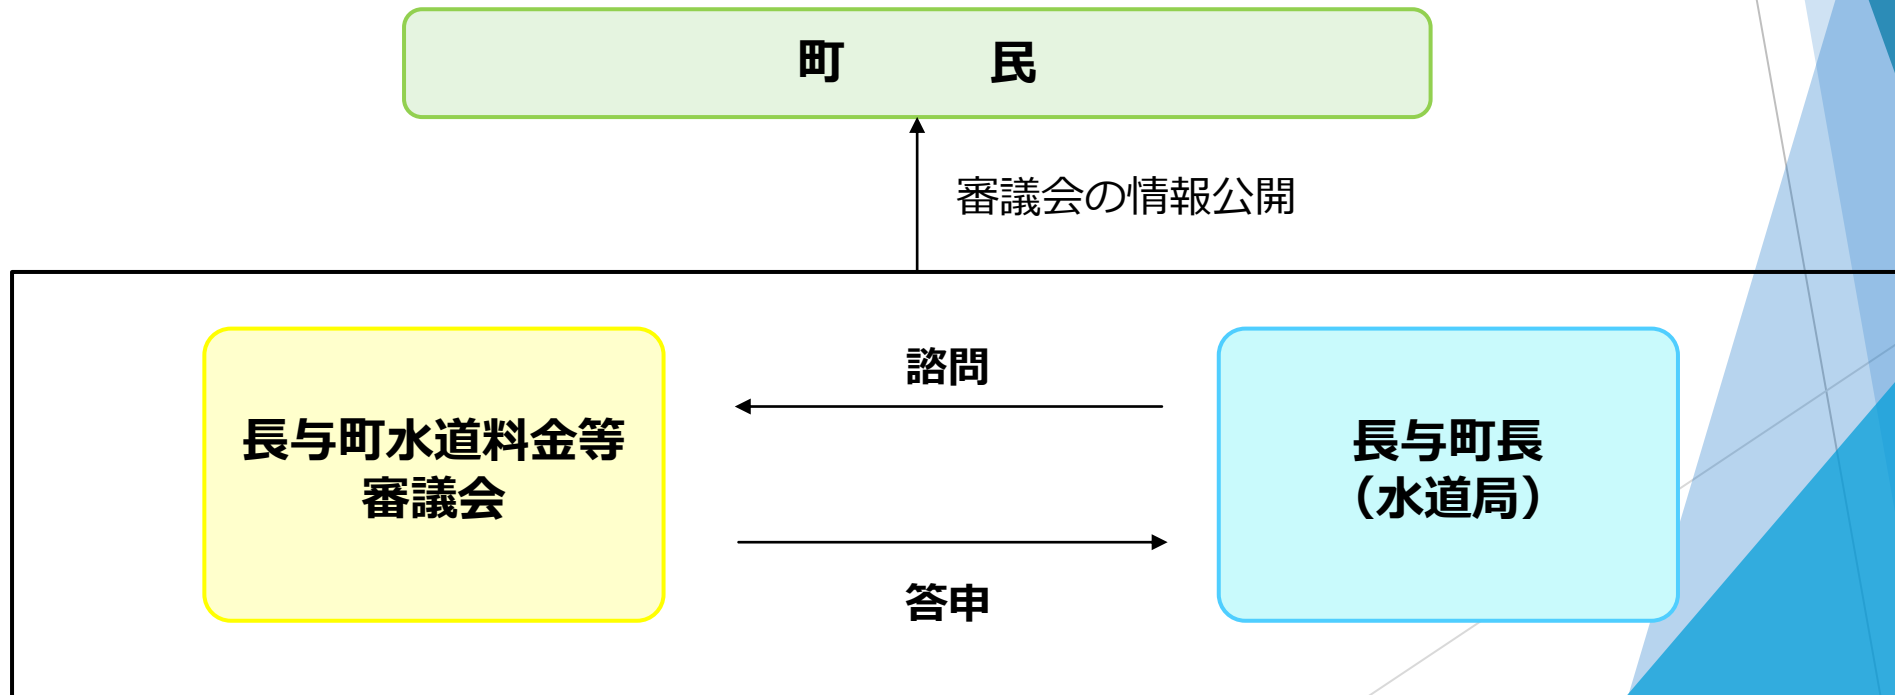 町　　　民
審議会の情報公開
諮問
長与町水道料金等
審議会
長与町長
（水道局）
答申